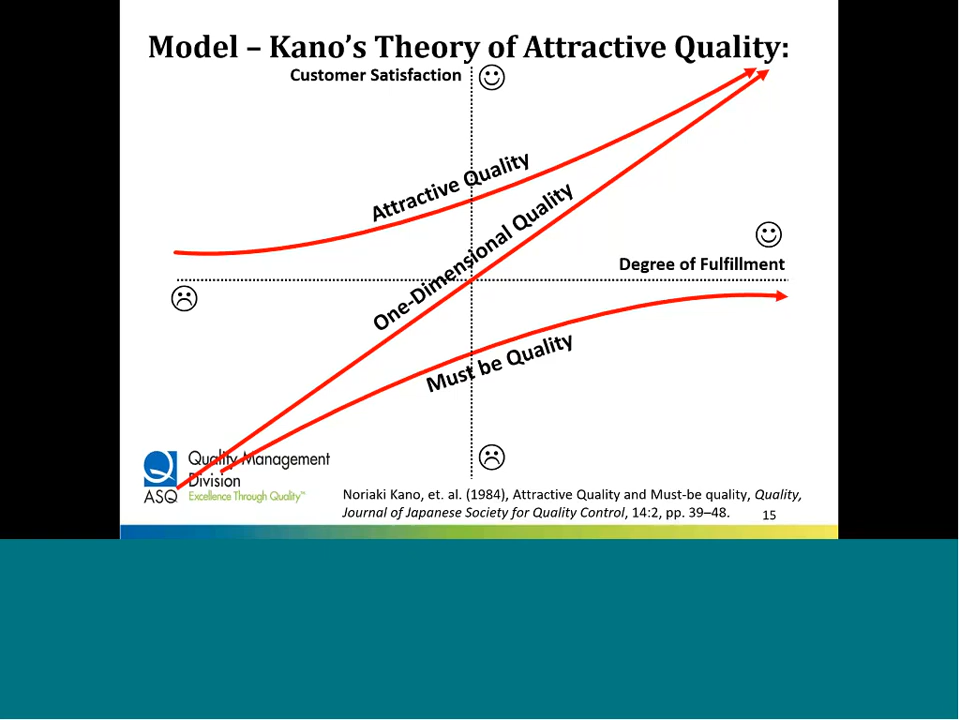 Model – Kano’s Theory of Attractive Quality:
Customer Satisfaction
Attractive Quality
One-Dimensional Quality
Degree of Fulfillment
Must be Quality
Quality Management
Division
ASQ Excellence Through Quality™
Noriaki Kano, et. al. (1984), Attractive Quality and Must-be quality, Quality,
Journal of Japanese Society for Quality Control, 14:2, pp. 39–48.
15